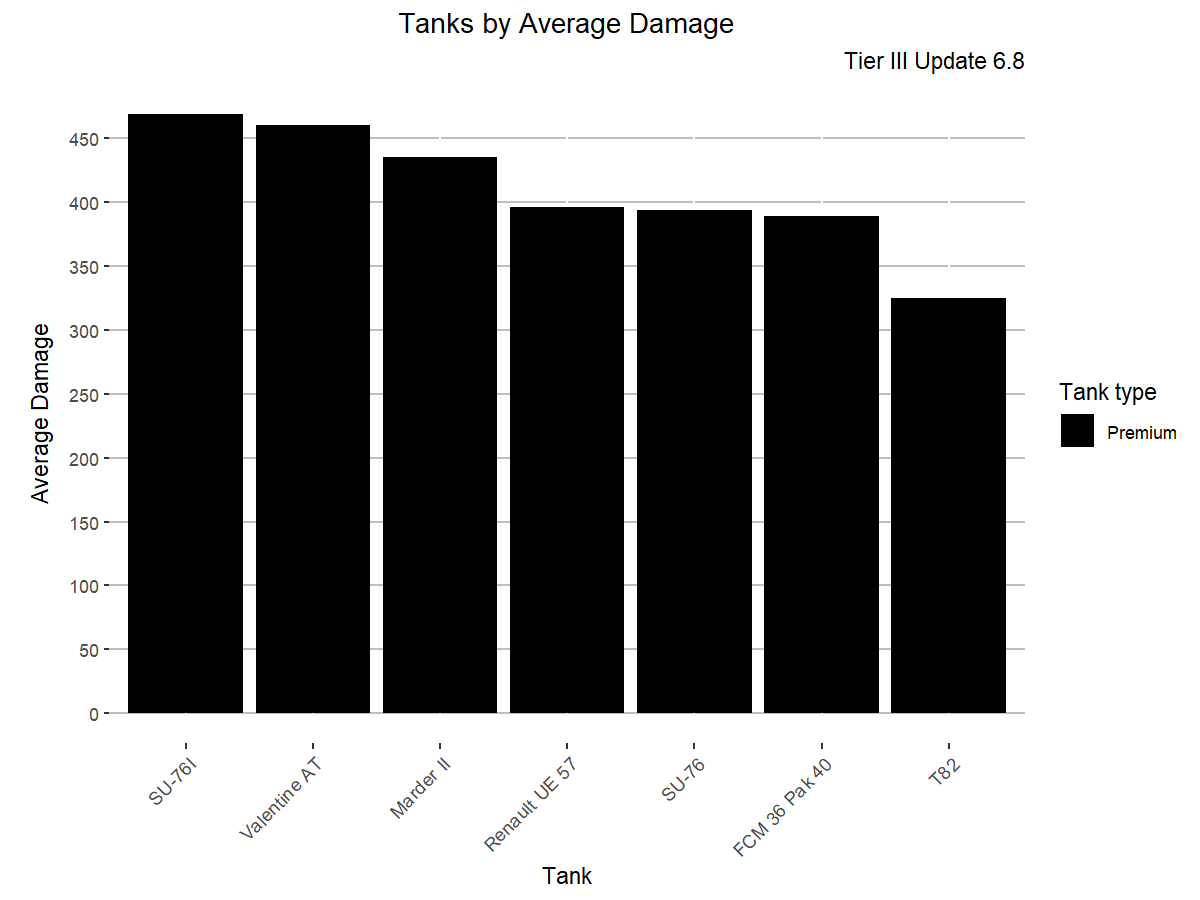 Tanks by Average Damage
Tier III Update 6.8
Average Damage
450
400
350
300
250
200
150
100
50
0
SU-76I
Valentine AT
Marder II
Renault UE 57
SU-76
FCM 36 Pak 40
T82
Tank
Tank type
Premium